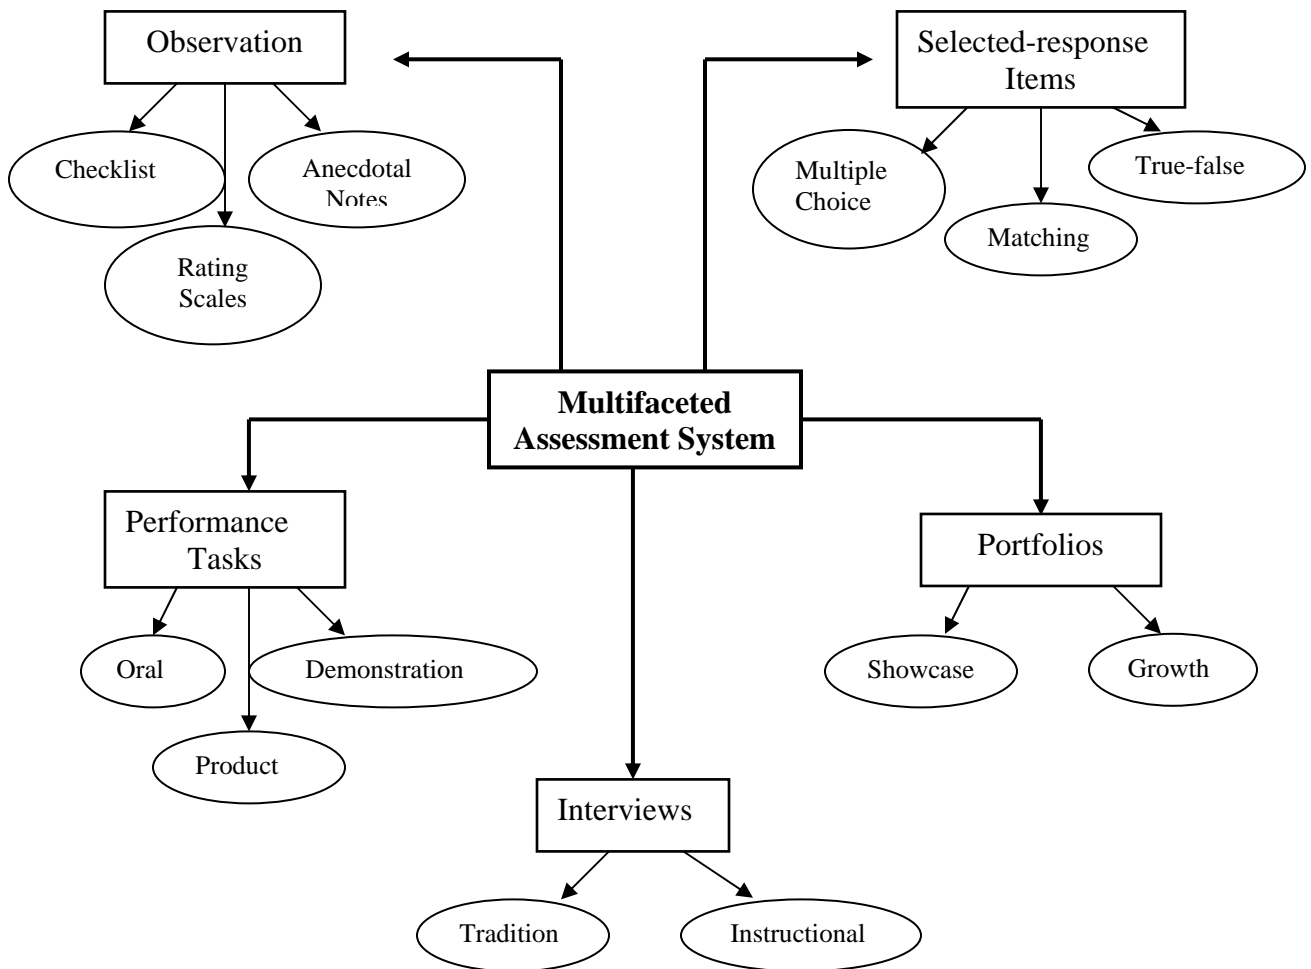 Observation
Selected-response
Items
Checklist
Anecdotal
Notes
Rating
Scales
Multiple
Choice
True-false
Matching
Multifaceted
Assessment System
Performance
Tasks
Portfolios
Oral
Demonstration
Product
Showcase
Growth
Interviews
Tradition
Instructional